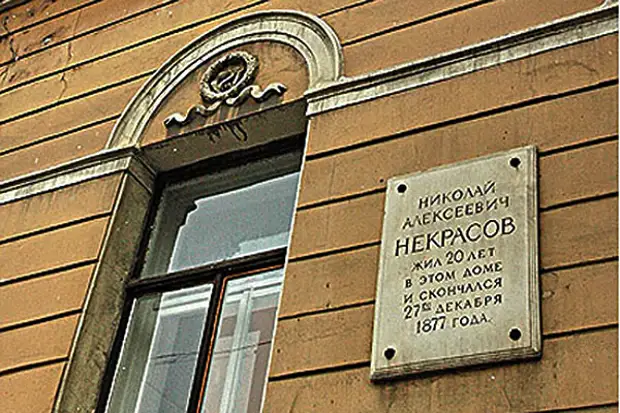 НИКОЛАЙ
АЛЕКСЕЕВИЧ
НЕКРАСОВ
ЖИЛ 20 ЛЕТ
В ЭТОМ ДОМЕ
И СКОНЧАЛСЯ
27ГО ДЕКАБРЯ
1877 ГОДА.